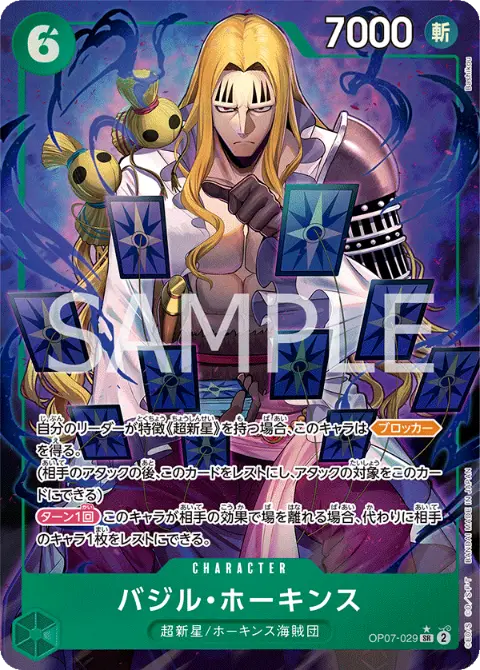 6
7000
斬
Boshikou
SAMPLE
自分のリーダーが特徴《超新星》を持つ場合、このキャラは ブロッカー
を得る。
(相手のアタックの後、このカードをレストにし、アタックの対象をこのカー
ドにできる)
ターン1回 このキャラが相手の効果で場を離れる場合、代わりに相手
のキャラ1枚をレストにできる。
CHARACTER
バジル・ホーキンス
超新星/ホーキンス海賊団
OP07-029 SR 2
BANDAI MADE IN JAPAN